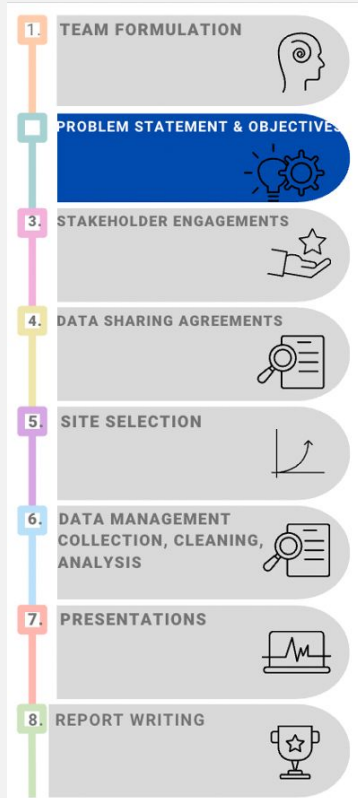 1. TEAM FORMULATION
PROBLEM STATEMENT & OBJECTIVES
3. STAKEHOLDER ENGAGEMENTS
4. DATA SHARING AGREEMENTS
5. SITE SELECTION
6. DATA MANAGEMENT
COLLECTION, CLEANING,
ANALYSIS
7. PRESENTATIONS
8. REPORT WRITING